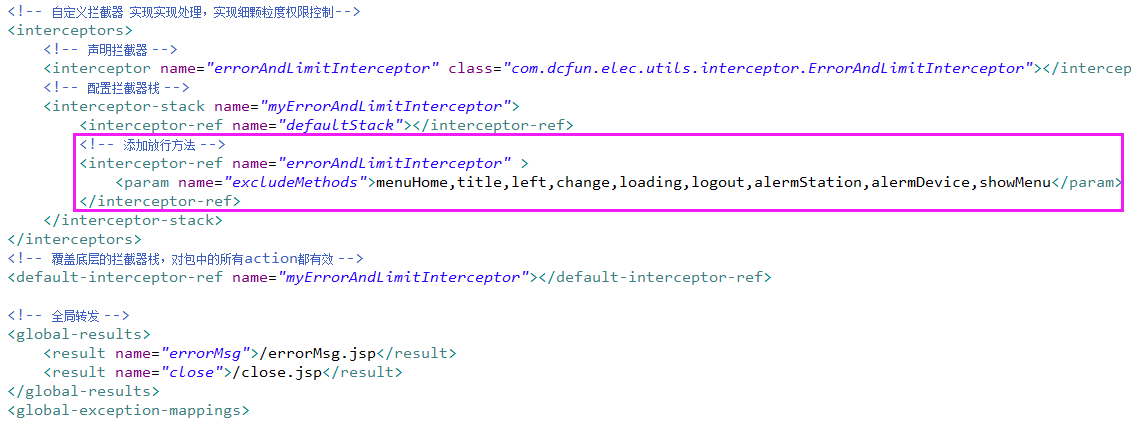 <!-- 自定义拦截器 实现实现处理，实现细颗粒度权限控制-->
<interceptors>
<!-- 声明拦截器 -->
<interceptor name="errorAndLimitInterceptor" class="com.dcfun.elec.utils.interceptor.ErrorAndLimitInterceptor"></intercep
<!-- 配置拦截器栈 -->
<interceptor-stack name="myErrorAndLimitInterceptor">
<interceptor-ref name="defaultStack"></interceptor-ref>
<!-- 添加放行方法 -->
<interceptor-ref name="errorAndLimitInterceptor" >
<param name="excludeMethods">menuHome,title,left,change,loading,logout,alermStation,alermDevice,showMenu</param>
</interceptor-ref>
</interceptor-stack>
</interceptors>
<!-- 覆盖底层的拦截器栈，对包中的所有action都有效 -->
<default-interceptor-ref name="myErrorAndLimitInterceptor"></default-interceptor-ref>
<!-- 全局转发 -->
<global-results>
<result name="errorMsg">/errorMsg.jsp</result>
<result name="close">/close.jsp</result>
</global-results>
<global-exception-mappings>